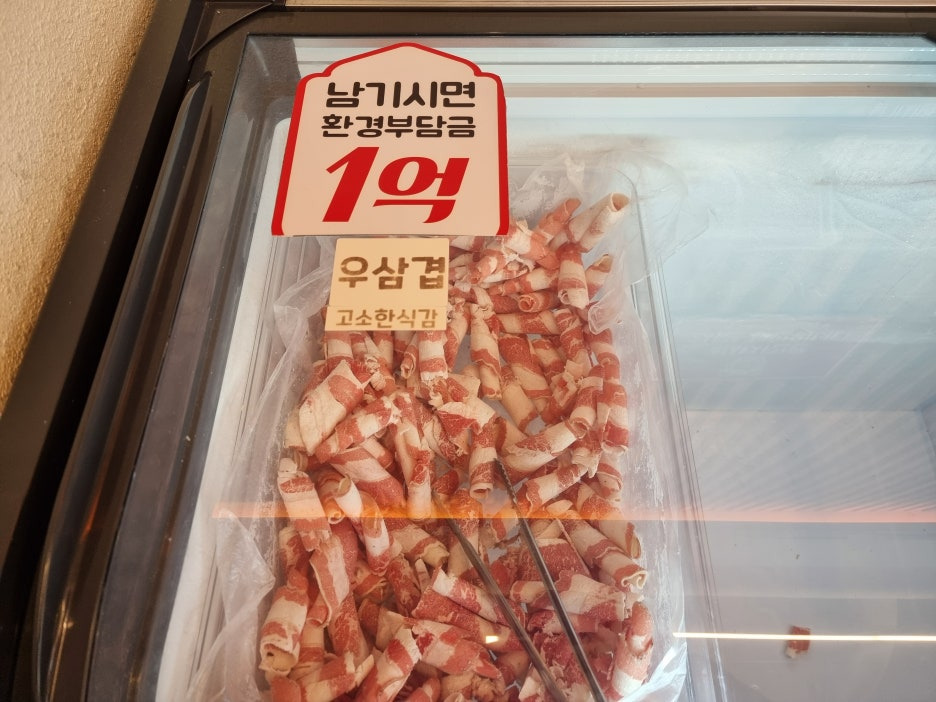 남기시면
환경부담금
1억
우삼겹
고소한식감